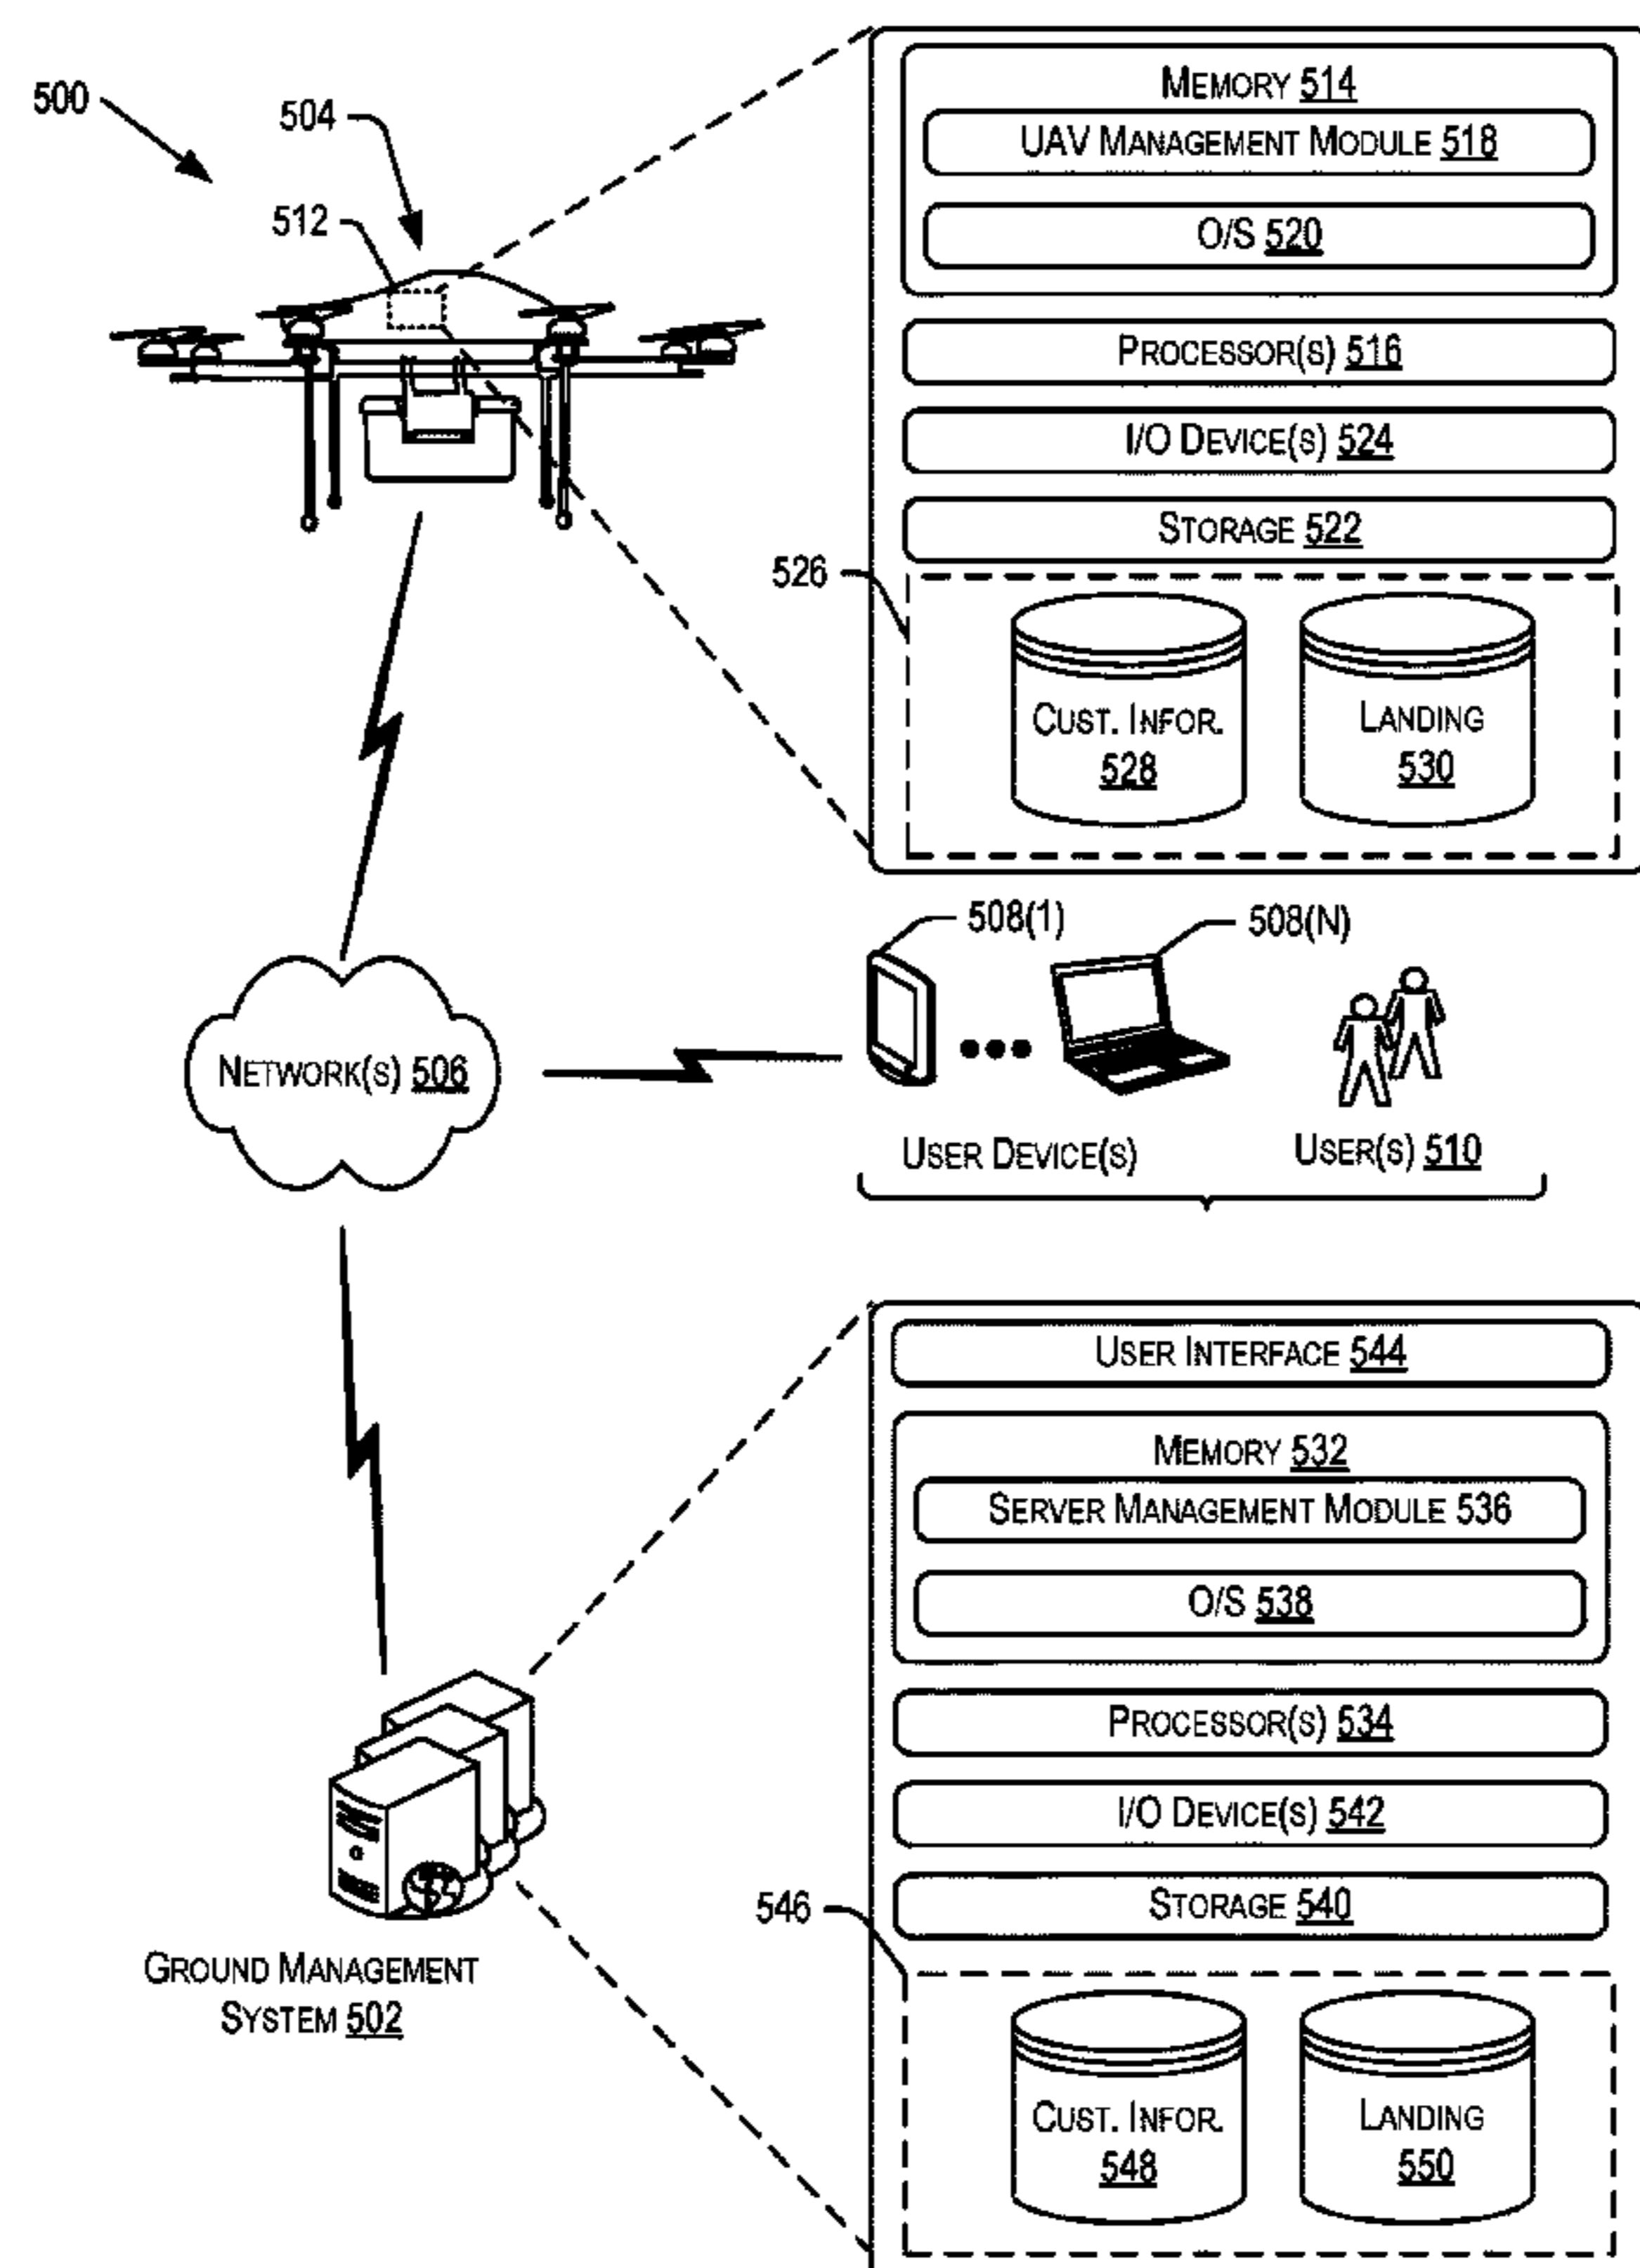 500
504
512
MEMORY 514
UAV MANAGEMENT MODULE 518
O/S 520
PROCESSOR(S) 516
I/O DEVICE(S) 524
STORAGE 522
526
CUST. INFOR.
528
LANDING
530
508(1)
508(N)
NETWORK(S) 506
USER DEVICE(S)
USER(S) 510
USER INTERFACE 544
MEMORY 532
SERVER MANAGEMENT MODULE 536
O/S 538
PROCESSOR(S) 534
I/O DEVICE(S) 542
STORAGE 540
546
GROUND MANAGEMENT
SYSTEM 502
CUST. INFOR.
548
LANDING
550